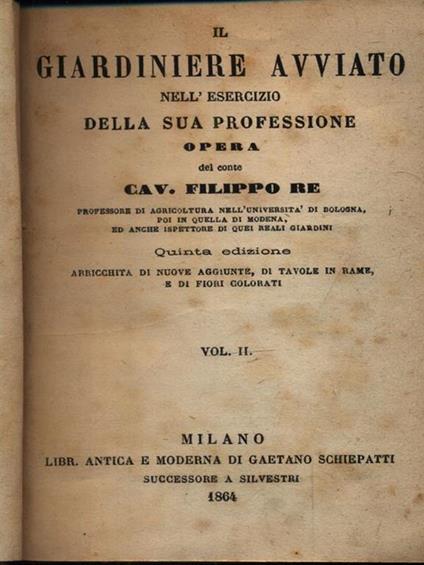 IL
GIARDINIERE AVVIATO
NELL' ESERCIZIO
DELLA SUA PROFESSIONE
OPERA
del conte
CAV. FILIPPO RE
PROFESSORE DI AGRICOLTURA NELL'UNIVERSITA' DI BOLOGNA,
POI IN QUELLA DI MODENA,
ED ANCHE ISPETTORE DI QUEI REALI GIARDINI
Quinta edizione
ARRICCHITA DI NUOVE AGGIUNTE, DI TAVOLE IN RAME,
E DI FIORI COLORATI
VOL. II.
MILANO
LIBR. ANTICA E MODERNA DI GAETANO SCHIEPATTI
SUCCESSORE A SILVESTRI
1864